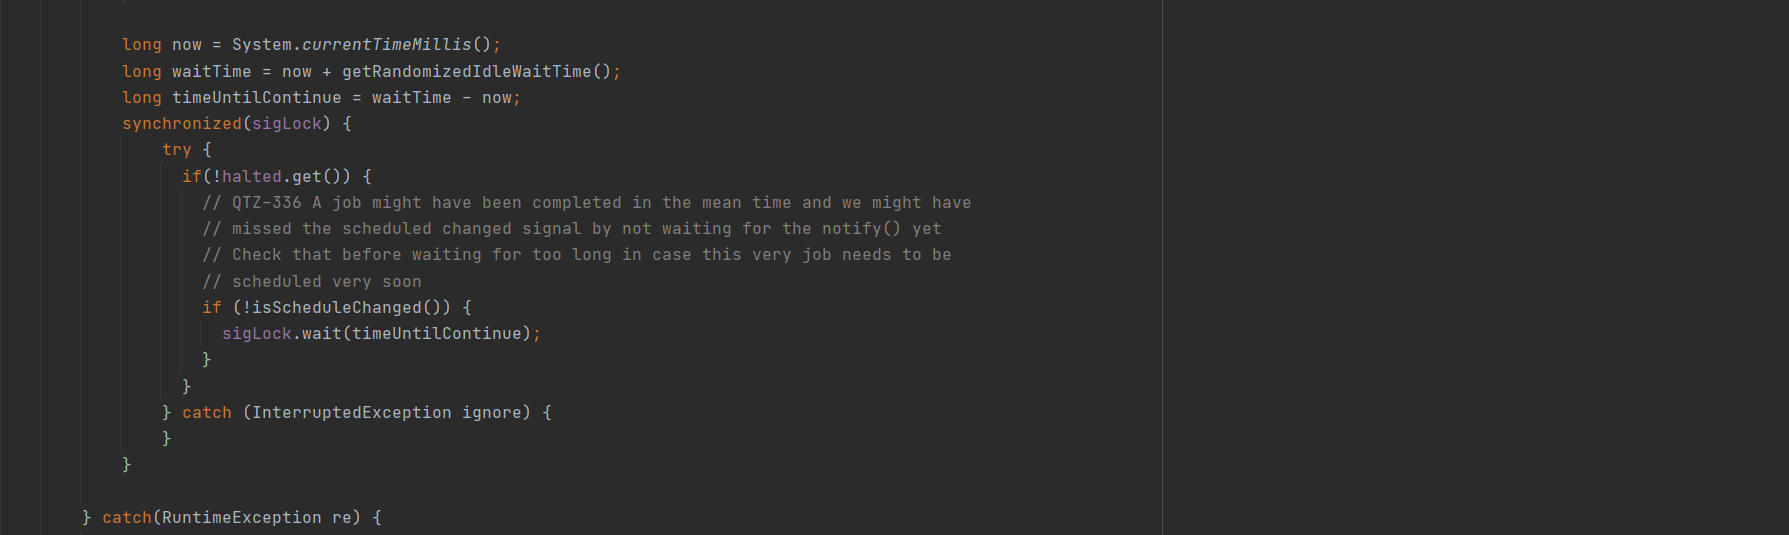 long now = System.currentTimeMillis();
long waitTime = now + getRandomizedIdleWaitTime();
long timeUntilContinue = waitTime - now;
synchronized(sigLock) {
try {
if(!halted.get()) {
// QTZ-336 A job might have been completed in the mean time and we might have
// missed the scheduled changed signal by not waiting for the notify() yet
// Check that before waiting for too long in case this very job needs to be
// scheduled very soon
if (!isScheduleChanged()) {
sigLock.wait(timeUntilContinue);
}
}
} catch (InterruptedException ignore) {
}
}
} catch(RuntimeException re) {